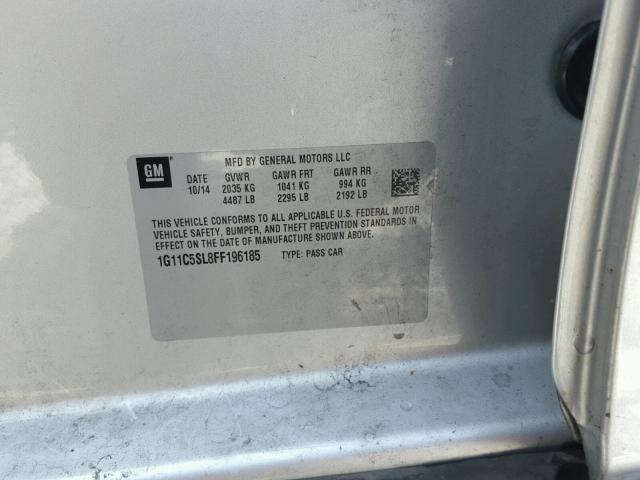 GM
MFD BY GENERAL MOTORS LLC
DATE GVWR GAWR FRT GAWR RR
10/14 2035 KG 1041 KG 994 KG
4487 LB 2295 LB 2192 LB
THIS VEHICLE CONFORMS TO ALL APPLICABLE U.S. FEDERAL MOTOR
VEHICLE SAFETY, BUMPER, AND THEFT PREVENTION STANDARDS IN
EFFECT ON THE DATE OF MANUFACTURE SHOWN ABOVE.
1G11C5SL8FF196185 TYPE: PASS CAR